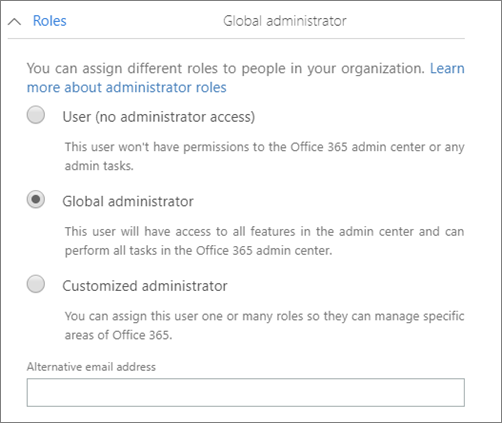 Roles Global administrator
You can assign different roles to people in your organization. Learn
more about administrator roles
User (no administrator access)
This user won't have permissions to the Office 365 admin center or any
admin tasks.
Global administrator
This user will have access to all features in the admin center and can
perform all tasks in the Office 365 admin center.
Customized administrator
You can assign this user one or many roles so they can manage specific
areas of Office 365.
Alternative email address